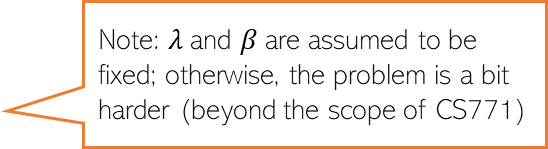 Note: 𝝀 and 𝜷 are assumed to be
fixed; otherwise, the problem is a bit
harder (beyond the scope of CS771)